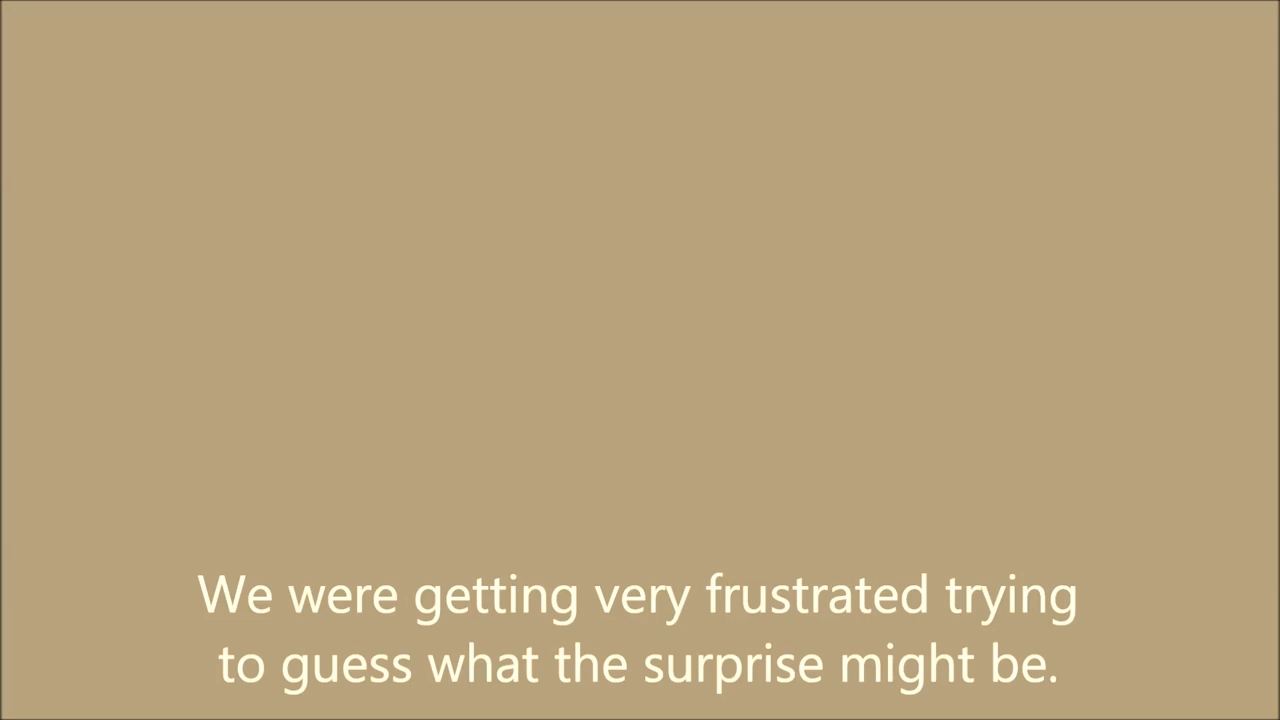 We were getting very frustrated trying
to guess what the surprise might be.